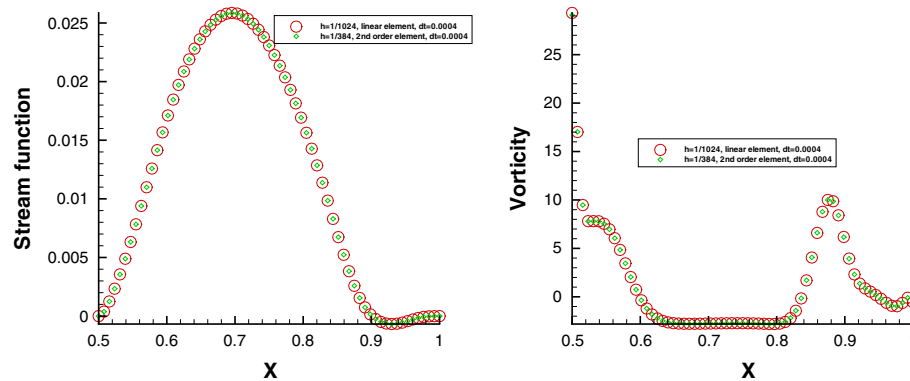 h=1/1024, linear element, dt=0.0004
h=1/384, 2nd order element, dt=0.0004
0.025
0.02
0.015
0.01
0.005
0
Stream function
0.5
0.6
0.7
0.8
0.9
1
X
h=1/1024, linear element, dt=0.0004
h=1/384, 2nd order element, dt=0.0004
25
20
15
10
5
0
Vorticity
0.5
0.6
0.7
0.8
0.9
X